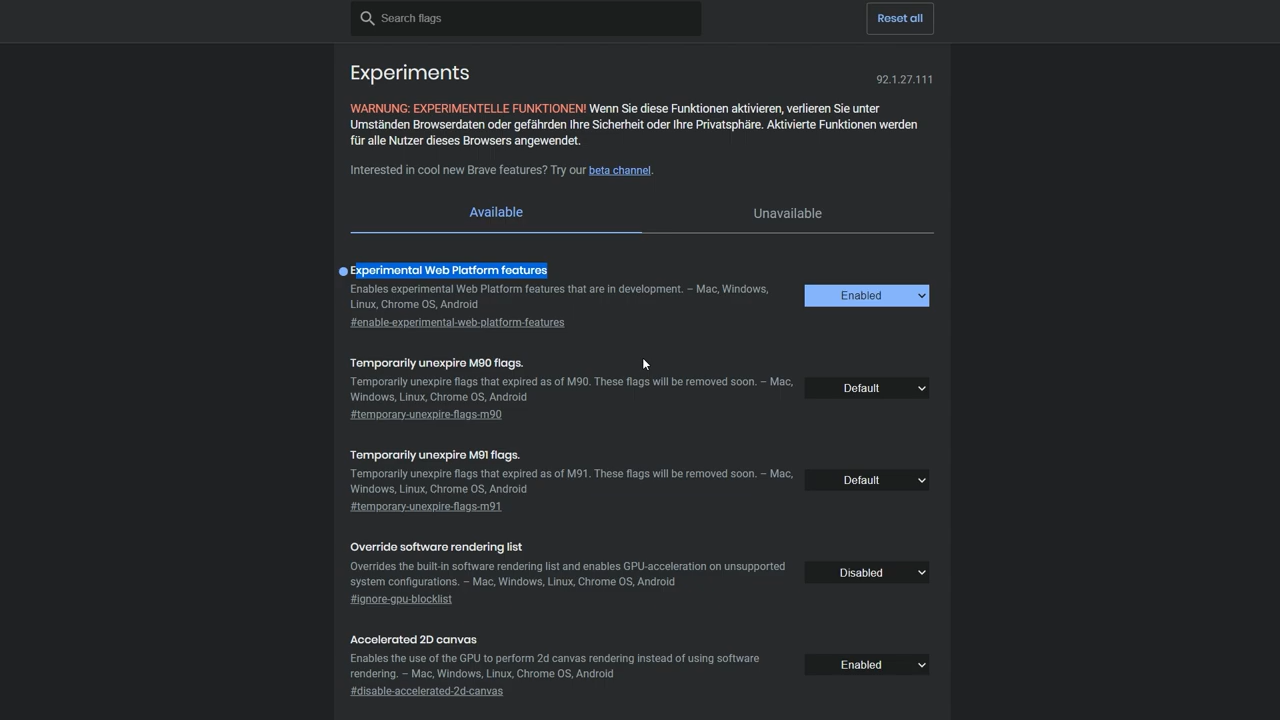 Search flags
Reset all
Experiments
92.1.27.111
WARNUNG: EXPERIMENTELLE FUNKTIONEN! Wenn Sie diese Funktionen aktivieren, verlieren Sie unter
Umständen Browserdaten oder gefährden Ihre Sicherheit oder Ihre Privatsphäre. Aktivierte Funktionen werden
für alle Nutzer dieses Browsers angewendet.
Interested in cool new Brave features? Try our beta channel.
Available
Unavailable
Experimental Web Platform features
Enables experimental Web Platform features that are in development. – Mac, Windows,
Linux, Chrome OS, Android
#enable-experimental-web-platform-features
Enabled
Temporarily unexpire M90 flags.
Temporarily unexpire flags that expired as of M90. These flags will be removed soon. – Mac,
Windows, Linux, Chrome OS, Android
#temporary-unexpire-flags-m90
Default
Temporarily unexpire M91 flags.
Temporarily unexpire flags that expired as of M91. These flags will be removed soon. – Mac,
Windows, Linux, Chrome OS, Android
#temporary-unexpire-flags-m91
Default
Override software rendering list
Overrides the built-in software rendering list and enables GPU-acceleration on unsupported
system configurations. – Mac, Windows, Linux, Chrome OS, Android
#ignore-gpu-blocklist
Disabled
Accelerated 2D canvas
Enables the use of the GPU to perform 2d canvas rendering instead of using software
rendering. – Mac, Windows, Linux, Chrome OS, Android
#disable-accelerated-2d-canvas
Enabled